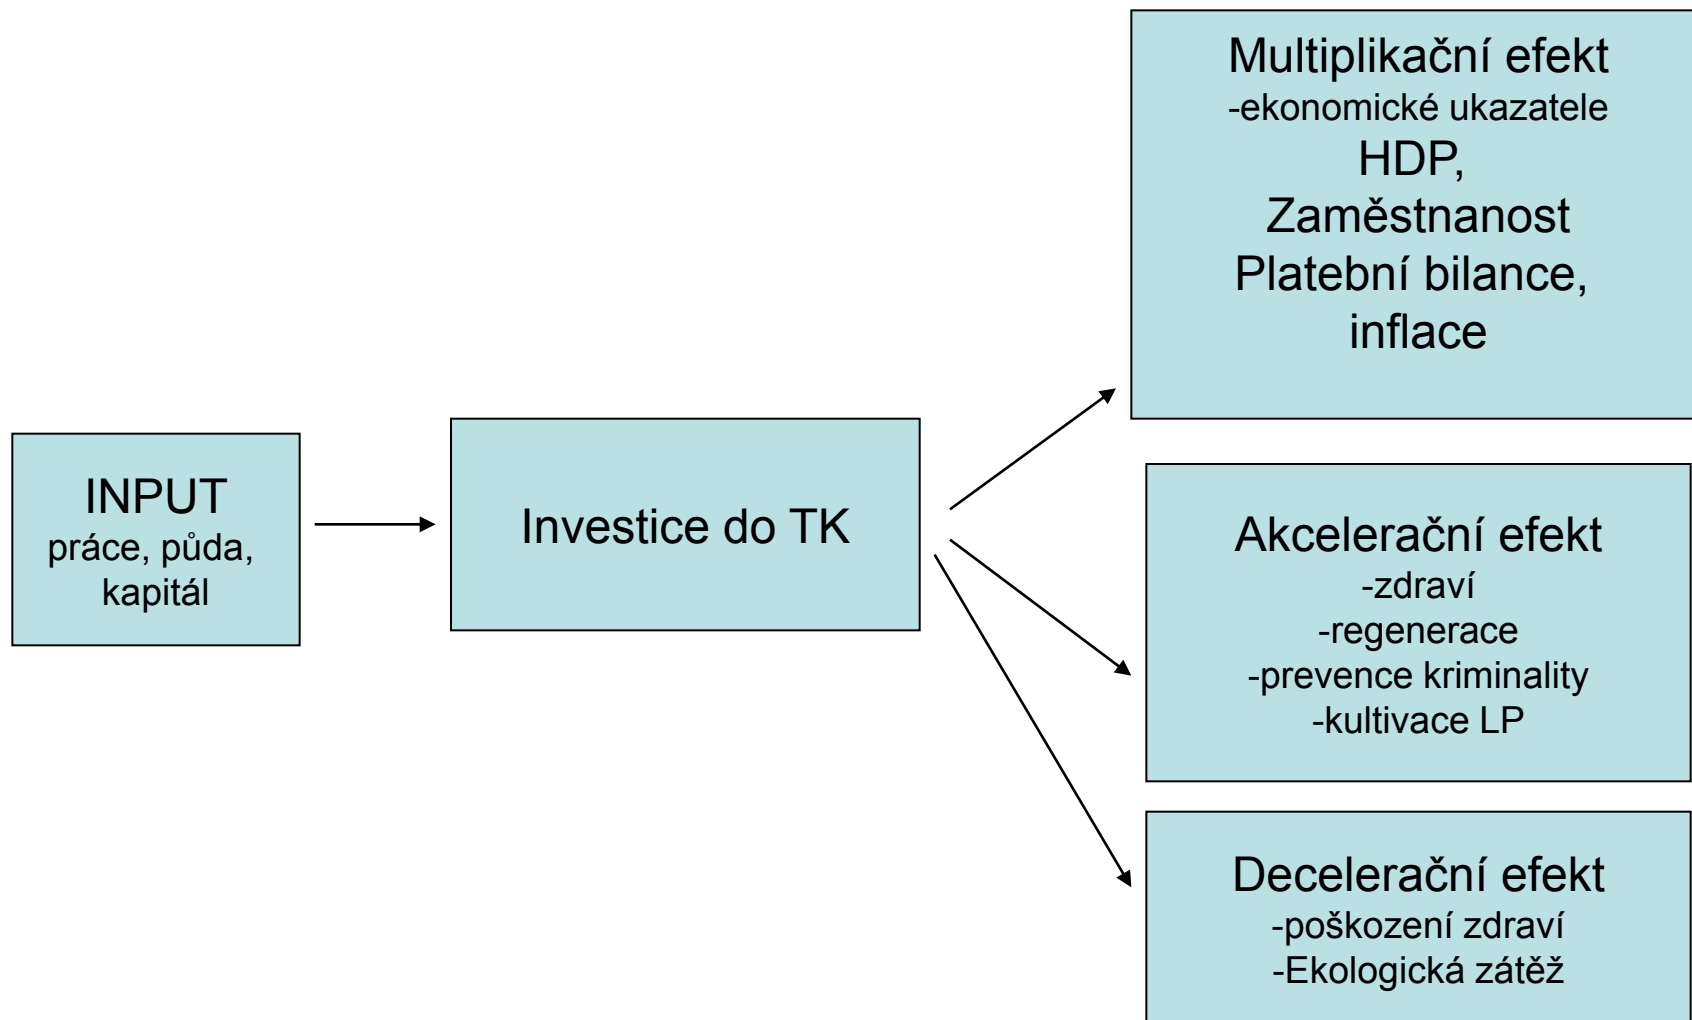 INPUT
práce, půda,
kapitál
Investice do TK
Multiplikační efekt
-ekonomické ukazatele
HDP,
Zaměstnanost
Platební bilance,
inflace
Akcelerační efekt
-zdraví
-regenerace
-prevence kriminality
-kultivace LP
Decelerační efekt
-poškození zdraví
-Ekologická zátěž